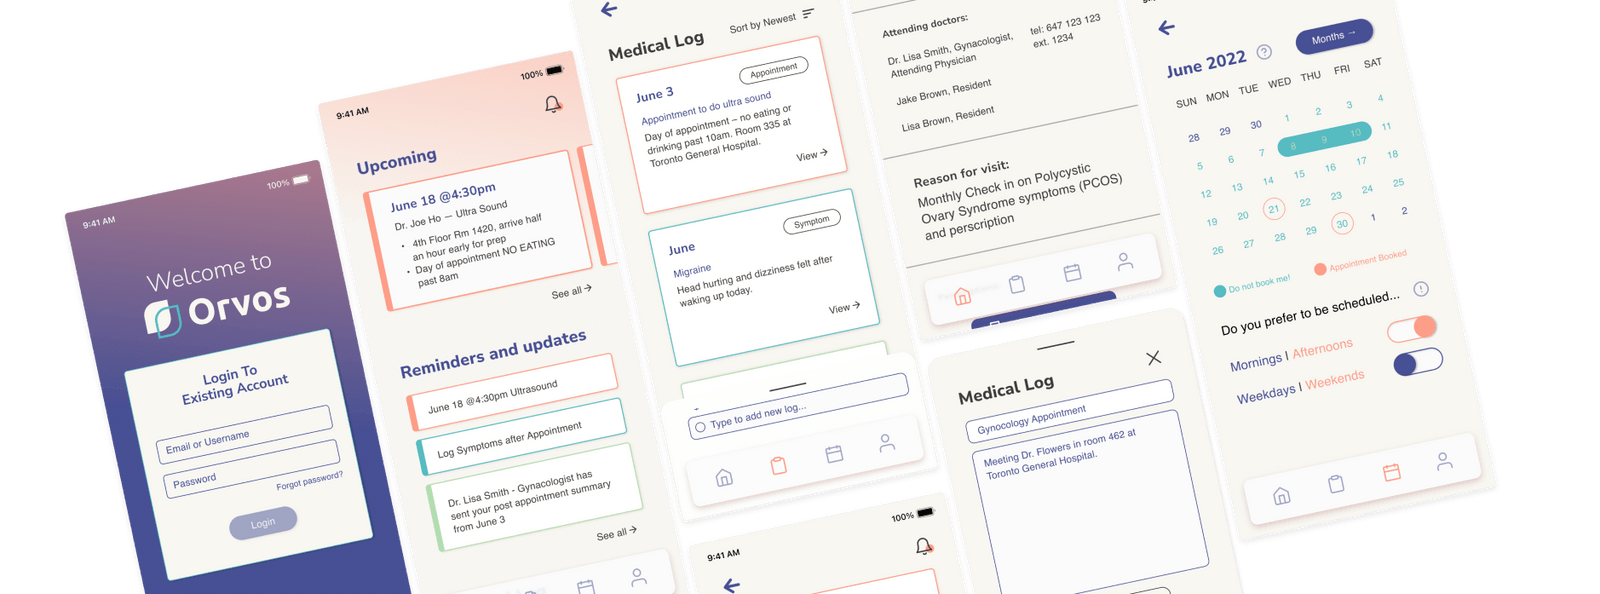 9:41 AM
100%
Welcome to
Orvos
Login To
Existing Account
Email or Username
Password
Forgot password?
Login
9:41 AM
100%
Upcoming
June 18 @4:30pm
Dr. Joe Ho — Ultra Sound
• 4th Floor Rm 1420, arrive half
an hour early for prep
• Day of appointment NO EATING
past 8am
See all →
Reminders and updates
June 18 @4:30pm Ultrasound
Log Symptoms after Appointment
Dr. Lisa Smith - Gynacologist has
sent your post appointment summary
from June 3
See all →
Medical Log
Sort by Newest
Appointment
June 3
Appointment to do ultra sound
Day of appointment – no eating or
drinking past 10am. Room 335 at
Toronto General Hospital.
View →
Symptom
June
Migraine
Head hurting and dizziness felt after
waking up today.
View →
Type to add new log...
9:41 AM
100%
Attending doctors:
Dr. Lisa Smith, Gynacologist,
Attending Physician
tel: 647 123 123
ext. 1234
Jake Brown, Resident
Lisa Brown, Resident
Reason for visit:
Monthly Check in on Polycystic
Ovary Syndrome symptoms (PCOS)
and perscription
Medical Log
Gynocology Appointment
Meeting Dr. Flowers in room 462 at
Toronto General Hospital.
June 2022
Months →
SUN MON TUE WED THU FRI SAT
28 29 30 1 2 3 4
5 6 7 8 9 10 11
12 13 14 15 16 17 18
19 20 21 22 23 24 25
26 27 28 29 30 1 2
Do not book me!
Appointment Booked
Do you prefer to be scheduled...
Mornings | Afternoons
Weekdays | Weekends